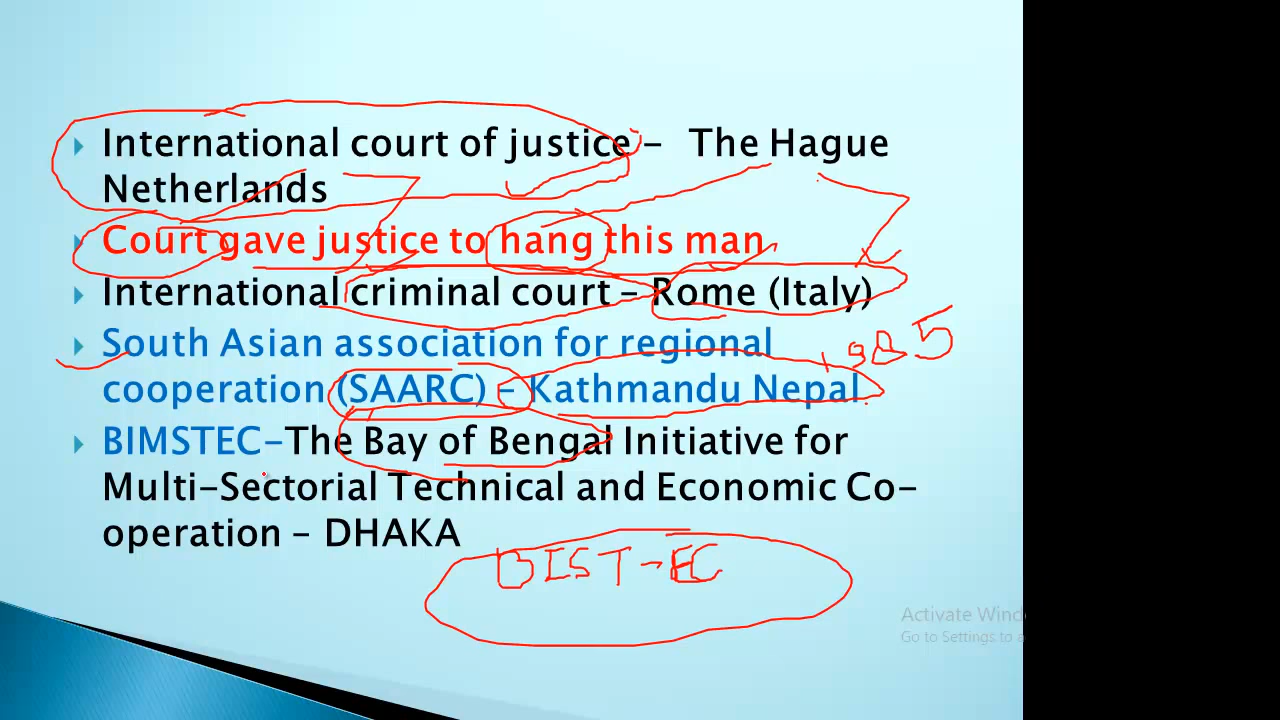 International court of justice – The Hague
Netherlands
Court gave justice to hang this man
International criminal court – Rome (Italy)
South Asian association for regional
1985
cooperation (SAARC) – Kathmandu Nepal
BIMSTEC-The Bay of Bengal Initiative for
Multi-Sectorial Technical and Economic Co-
operation – DHAKA
BIST-EC
Activate Wind
Go to Settings to a